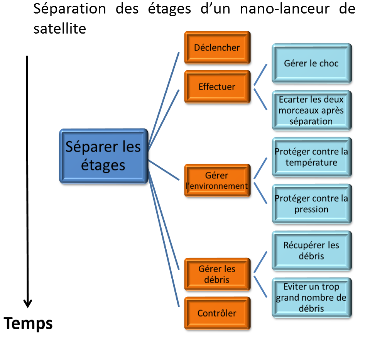 Séparation des étages d'un nano-lanceur de
satellite
Déclencher
Effectuer
Gérer le choc
Ecarter les deux
morceaux après
séparation
Séparer les
étages
Gérer
l'environnement
Protéger contre la
température
Protéger contre la
pression
Gérer les
débris
Récupérer les
débris
Eviter un trop
grand nombre de
débris
Contrôler
Temps